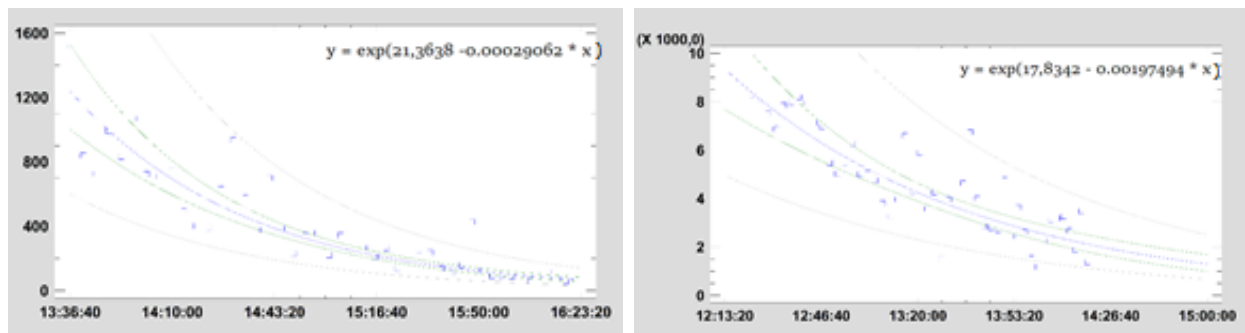 1600
1200
800
400
0
y = exp(21,3638 -0.00029062 * x )
13:36:40 14:10:00 14:43:20 15:16:40 15:50:00 16:23:20
(X 1000,0)
10
8
6
4
2
0
y = exp(17,8342 - 0.00197494 * x )
12:13:20 12:46:40 13:20:00 13:53:20 14:26:40 15:00:00